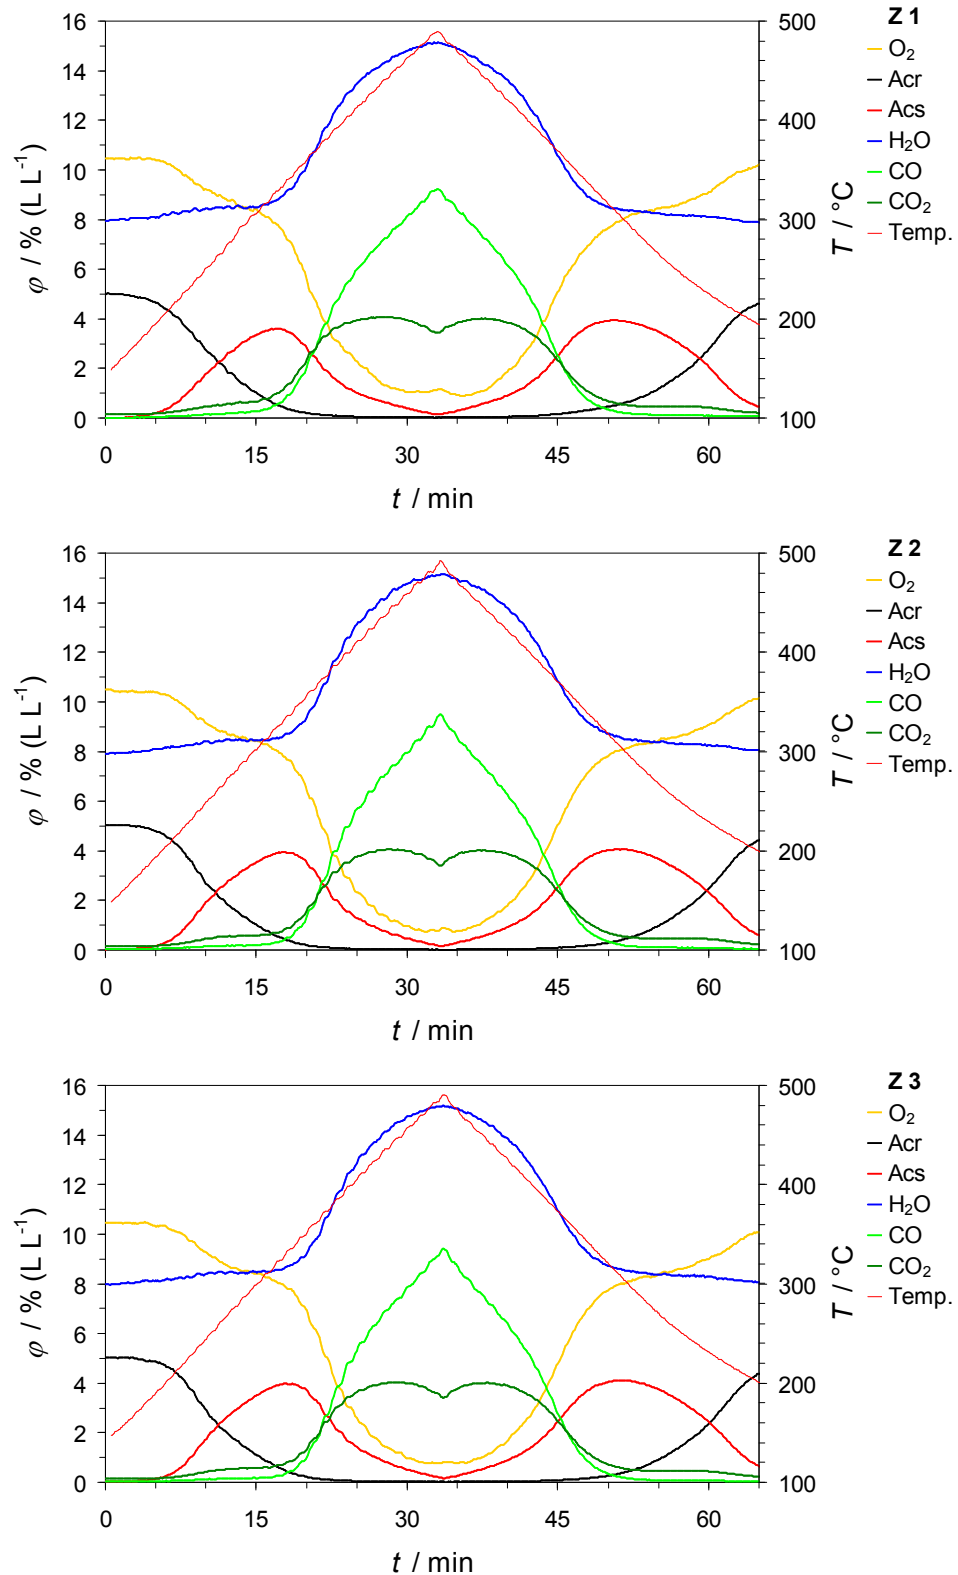 Z 1
16
14
12
10
8
6
4
2
0
φ / % (L L⁻¹)
500
400
300
200
100
T / °C
O₂
Acr
Acs
H₂O
CO
CO₂
Temp.
0 15 30 45 60
t / min
Z 2
16
14
12
10
8
6
4
2
0
φ / % (L L⁻¹)
500
400
300
200
100
T / °C
O₂
Acr
Acs
H₂O
CO
CO₂
Temp.
0 15 30 45 60
t / min
Z 3
16
14
12
10
8
6
4
2
0
φ / % (L L⁻¹)
500
400
300
200
100
T / °C
O₂
Acr
Acs
H₂O
CO
CO₂
Temp.
0 15 30 45 60
t / min